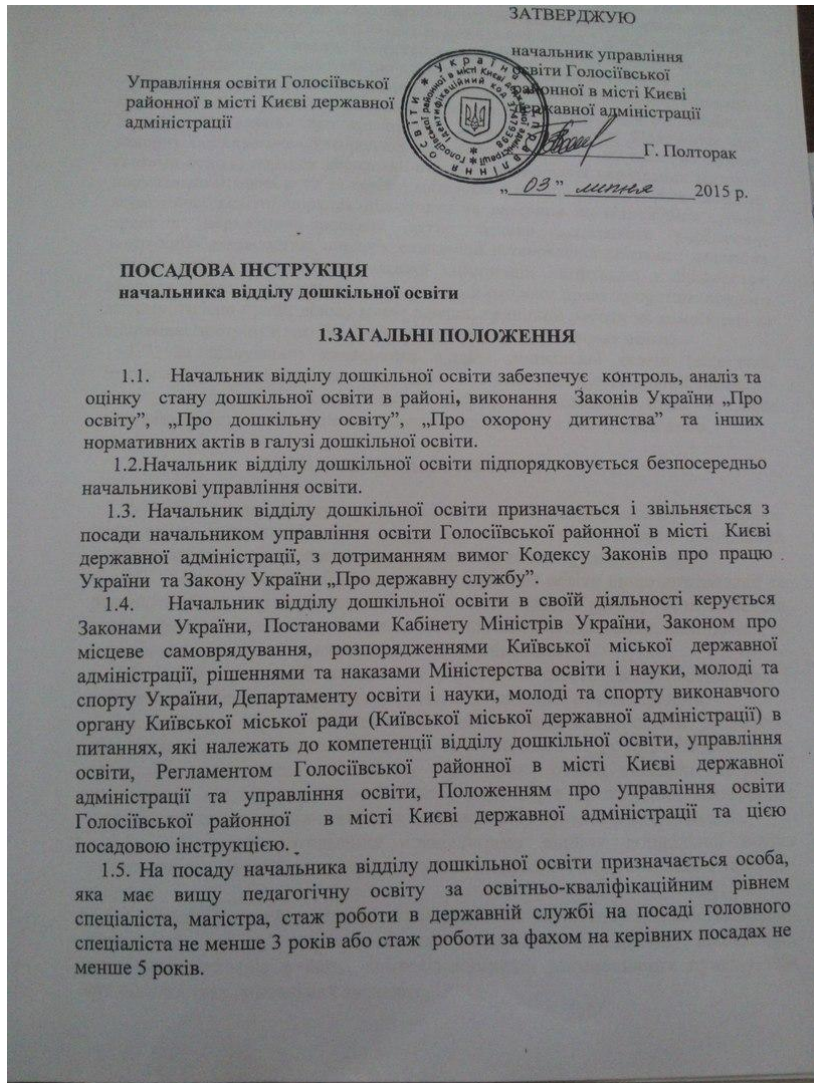 ЗАТВЕРДЖУЮ
начальник управління
освіти Голосіївської
районної в місті Києві
державної адміністрації
Г. Полторак
„ 03 ” липня 2015 р.
Управління освіти Голосіївської
районної в місті Києві державної
адміністрації
ПОСАДОВА ІНСТРУКЦІЯ
начальника відділу дошкільної освіти
1.ЗАГАЛЬНІ ПОЛОЖЕННЯ
1.1. Начальник відділу дошкільної освіти забезпечує контроль, аналіз та
оцінку стану дошкільної освіти в районі, виконання Законів України „Про
освіту”, „Про дошкільну освіту”, „Про охорону дитинства” та інших
нормативних актів в галузі дошкільної освіти.
1.2.Начальник відділу дошкільної освіти підпорядковується безпосередньо
начальникові управління освіти.
1.3. Начальник відділу дошкільної освіти призначається і звільняється з
посади начальником управління освіти Голосіївської районної в місті Києві
державної адміністрації, з дотриманням вимог Кодексу Законів про працю
України та Закону України „Про державну службу”.
1.4. Начальник відділу дошкільної освіти в своїй діяльності керується
Законами України, Постановами Кабінету Міністрів України, Законом про
місцеве самоврядування, розпорядженнями Київської міської державної
адміністрації, рішеннями та наказами Міністерства освіти і науки, молоді та
спорту України, Департаменту освіти і науки, молоді та спорту виконавчого
органу Київської міської ради (Київської міської державної адміністрації) в
питаннях, які належать до компетенції відділу дошкільної освіти, управління
освіти, Регламентом Голосіївської районної в місті Києві державної
адміністрації та управління освіти, Положенням про управління освіти
Голосіївської районної в місті Києві державної адміністрації та цією
посадовою інструкцією.
1.5. На посаду начальника відділу дошкільної освіти призначається особа,
яка має вищу педагогічну освіту за освітньо-кваліфікаційним рівнем
спеціаліста, магістра, стаж роботи в державній службі на посаді головного
спеціаліста не менше 3 років або стаж роботи за фахом на керівних посадах не
менше 5 років.